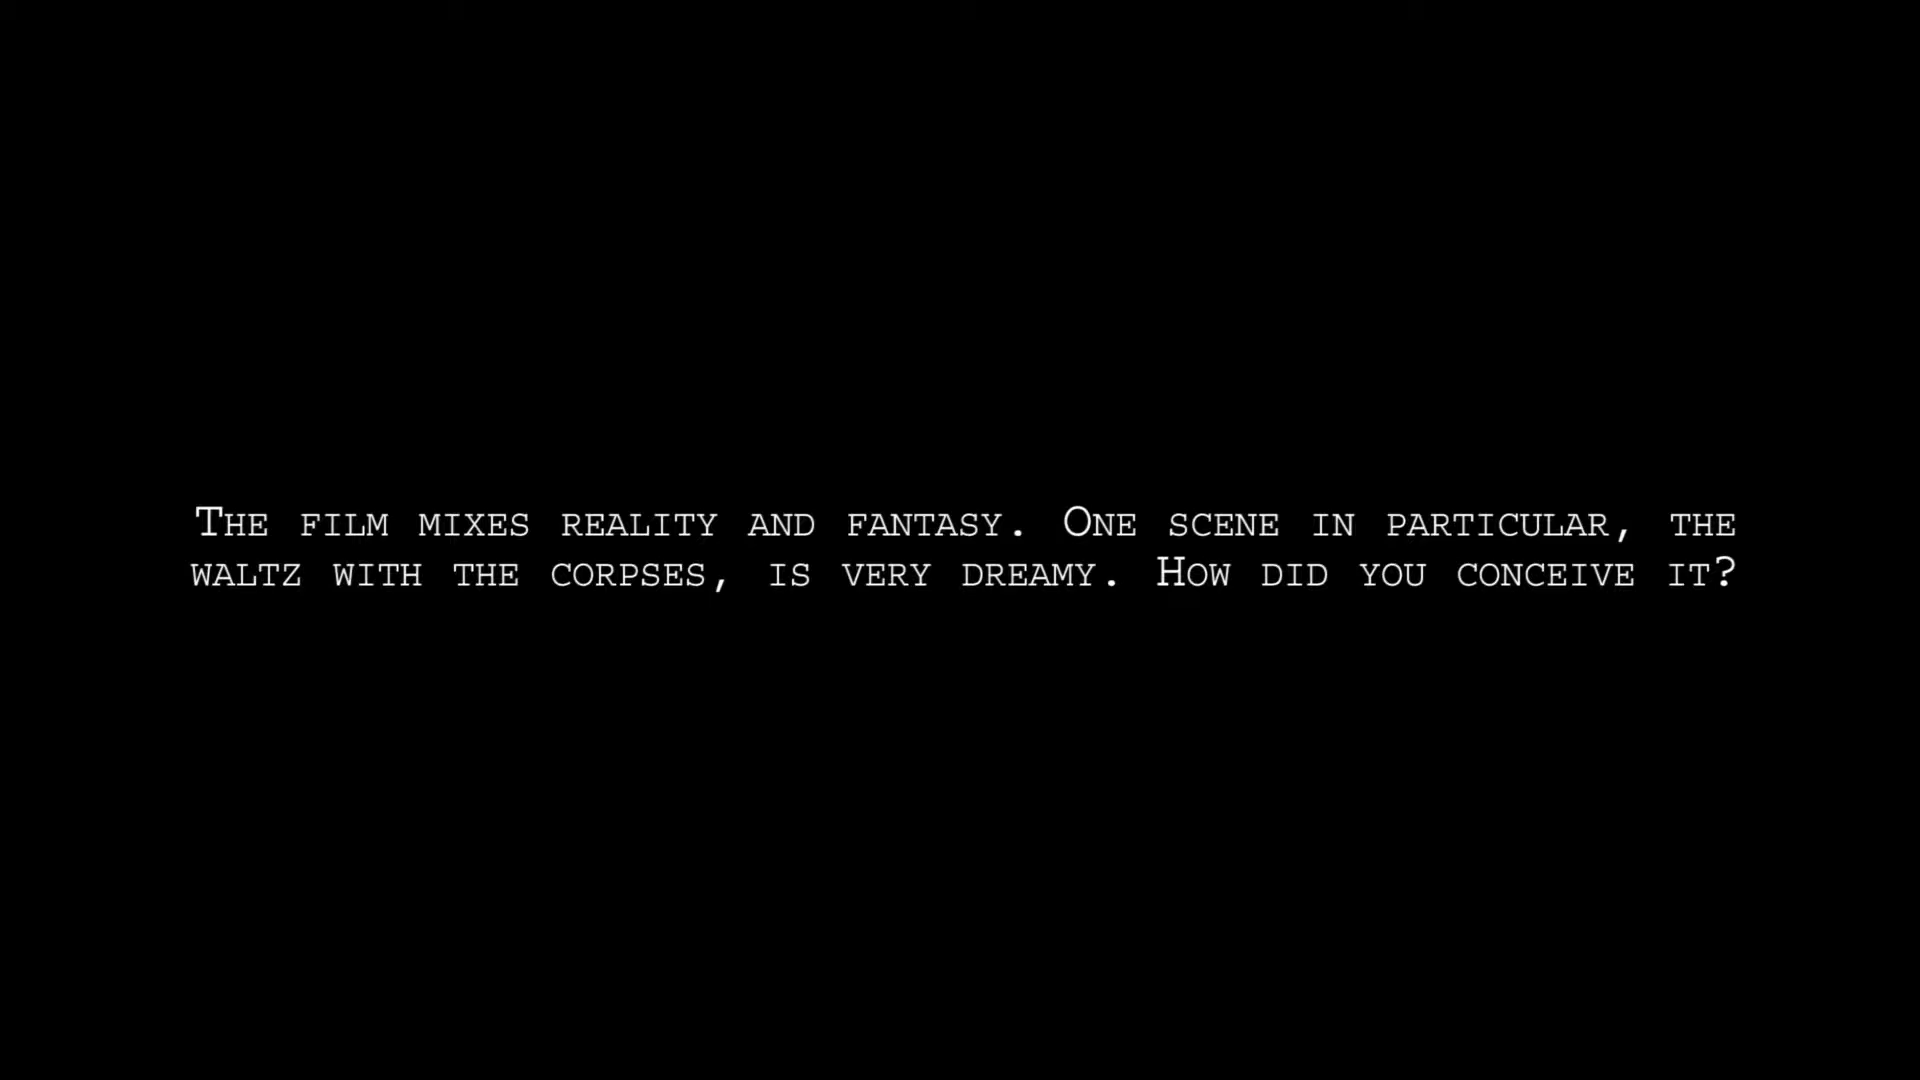 The film mixes reality and fantasy. One scene in particular, the
waltz with the corpses, is very dreamy. How did you conceive it?